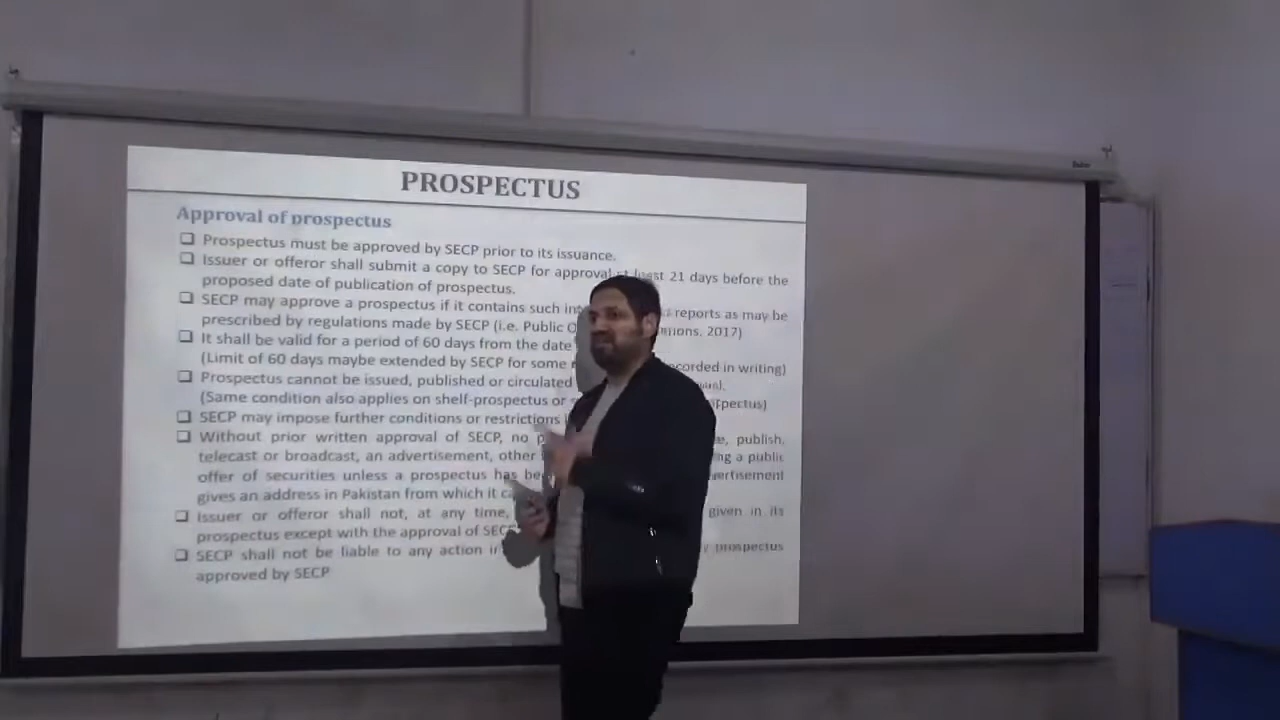 PROSPECTUS
Approval of prospectus
❑ Prospectus must be approved by SECP prior to its issuance.
❑ Issuer or offeror shall submit a copy to SECP for approval at least 21 days before the
proposed date of publication of prospectus.
❑ SECP may approve a prospectus if it contains such reports as may be
prescribed by regulations made by SECP (i.e. Public 2017)
❑ It shall be valid for a period of 60 days from the date
(Limit of 60 days maybe extended by SECP for some recorded in writing)
❑ Prospectus cannot be issued, published or circulated
(Same condition also applies on shelf-prospectus or
❑ SECP may impose further conditions or restrictions
❑ Without prior written approval of SECP, no publish,
telecast or broadcast, an advertisement, other a public
offer of securities unless a prospectus has advertisement
gives an address in Pakistan from which it
❑ Issuer or offeror shall not, at any time, given in its
prospectus except with the approval of SECP
❑ SECP shall not be liable to any action prospectus
approved by SECP